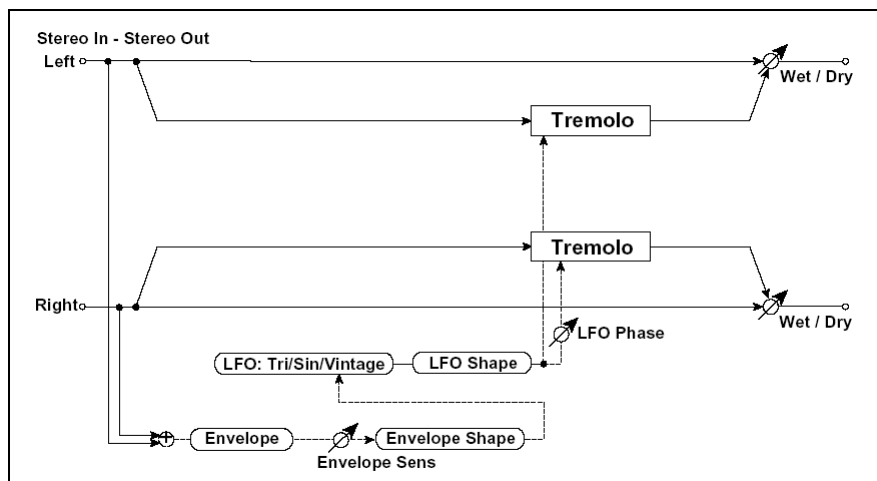 Stereo In - Stereo Out
Left
Wet / Dry
Tremolo
Tremolo
Right
Wet / Dry
LFO Phase
LFO: Tri/Sin/Vintage
LFO Shape
Envelope
Envelope Shape
Envelope Sens